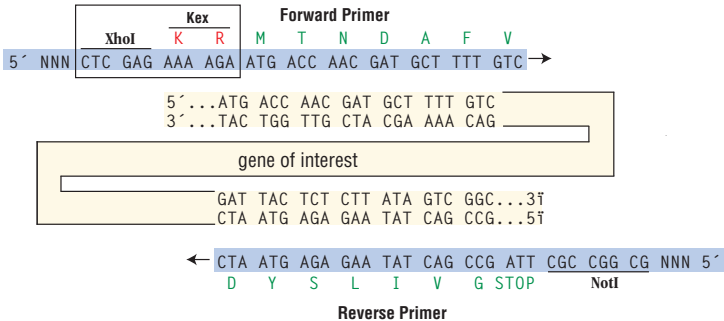 Kex Forward Primer
XhoI K R M T N D A F V
5´ NNN CTC GAG AAA AGA ATG ACC AAC GAT GCT TTT GTC
5´...ATG ACC AAC GAT GCT TTT GTC
3´...TAC TGG TTG CTA CGA AAA CAG
gene of interest
GAT TAC TCT CTT ATA GTC GGC...3ï
CTA ATG AGA GAA TAT CAG CCG...5ï
CTA ATG AGA GAA TAT CAG CCG ATT CGC CGG CG NNN 5´
D Y S L I V G STOP NotI
Reverse Primer